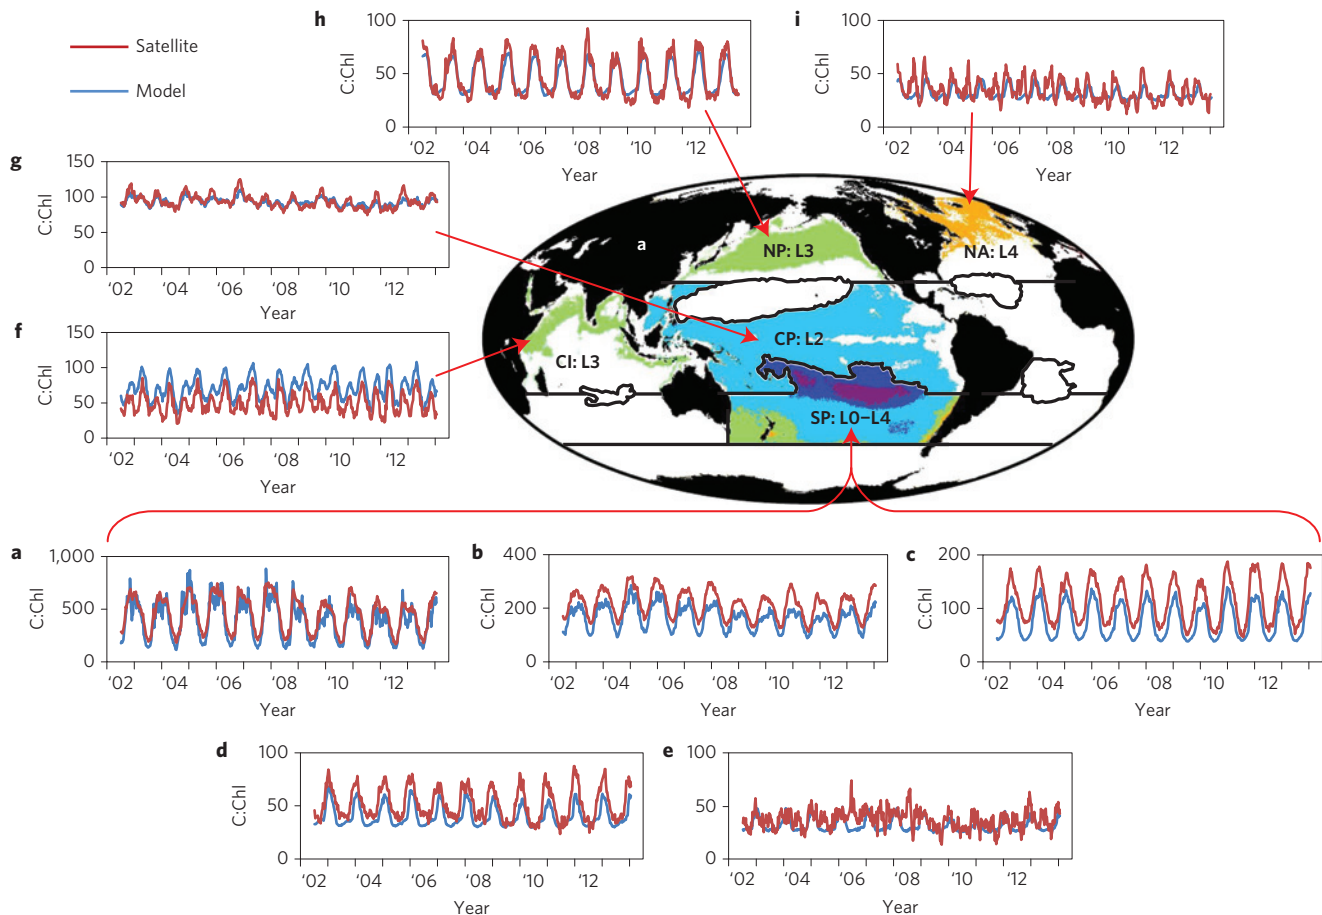 Satellite
Model
h
C:Chl
100
50
0
'02 '04 '06 '08 '10 '12
Year
i
C:Chl
100
50
0
'02 '04 '06 '08 '10 '12
Year
g
C:Chl
150
100
50
0
'02 '04 '06 '08 '10 '12
Year
f
C:Chl
150
100
50
0
'02 '04 '06 '08 '10 '12
Year
a
NP: L3
NA: L4
CP: L2
CI: L3
SP: L0–L4
a
C:Chl
1,000
500
0
'02 '04 '06 '08 '10 '12
Year
b
C:Chl
400
200
0
'02 '04 '06 '08 '10 '12
Year
c
C:Chl
200
100
0
'02 '04 '06 '08 '10 '12
Year
d
C:Chl
100
50
0
'02 '04 '06 '08 '10 '12
Year
e
C:Chl
100
50
0
'02 '04 '06 '08 '10 '12
Year